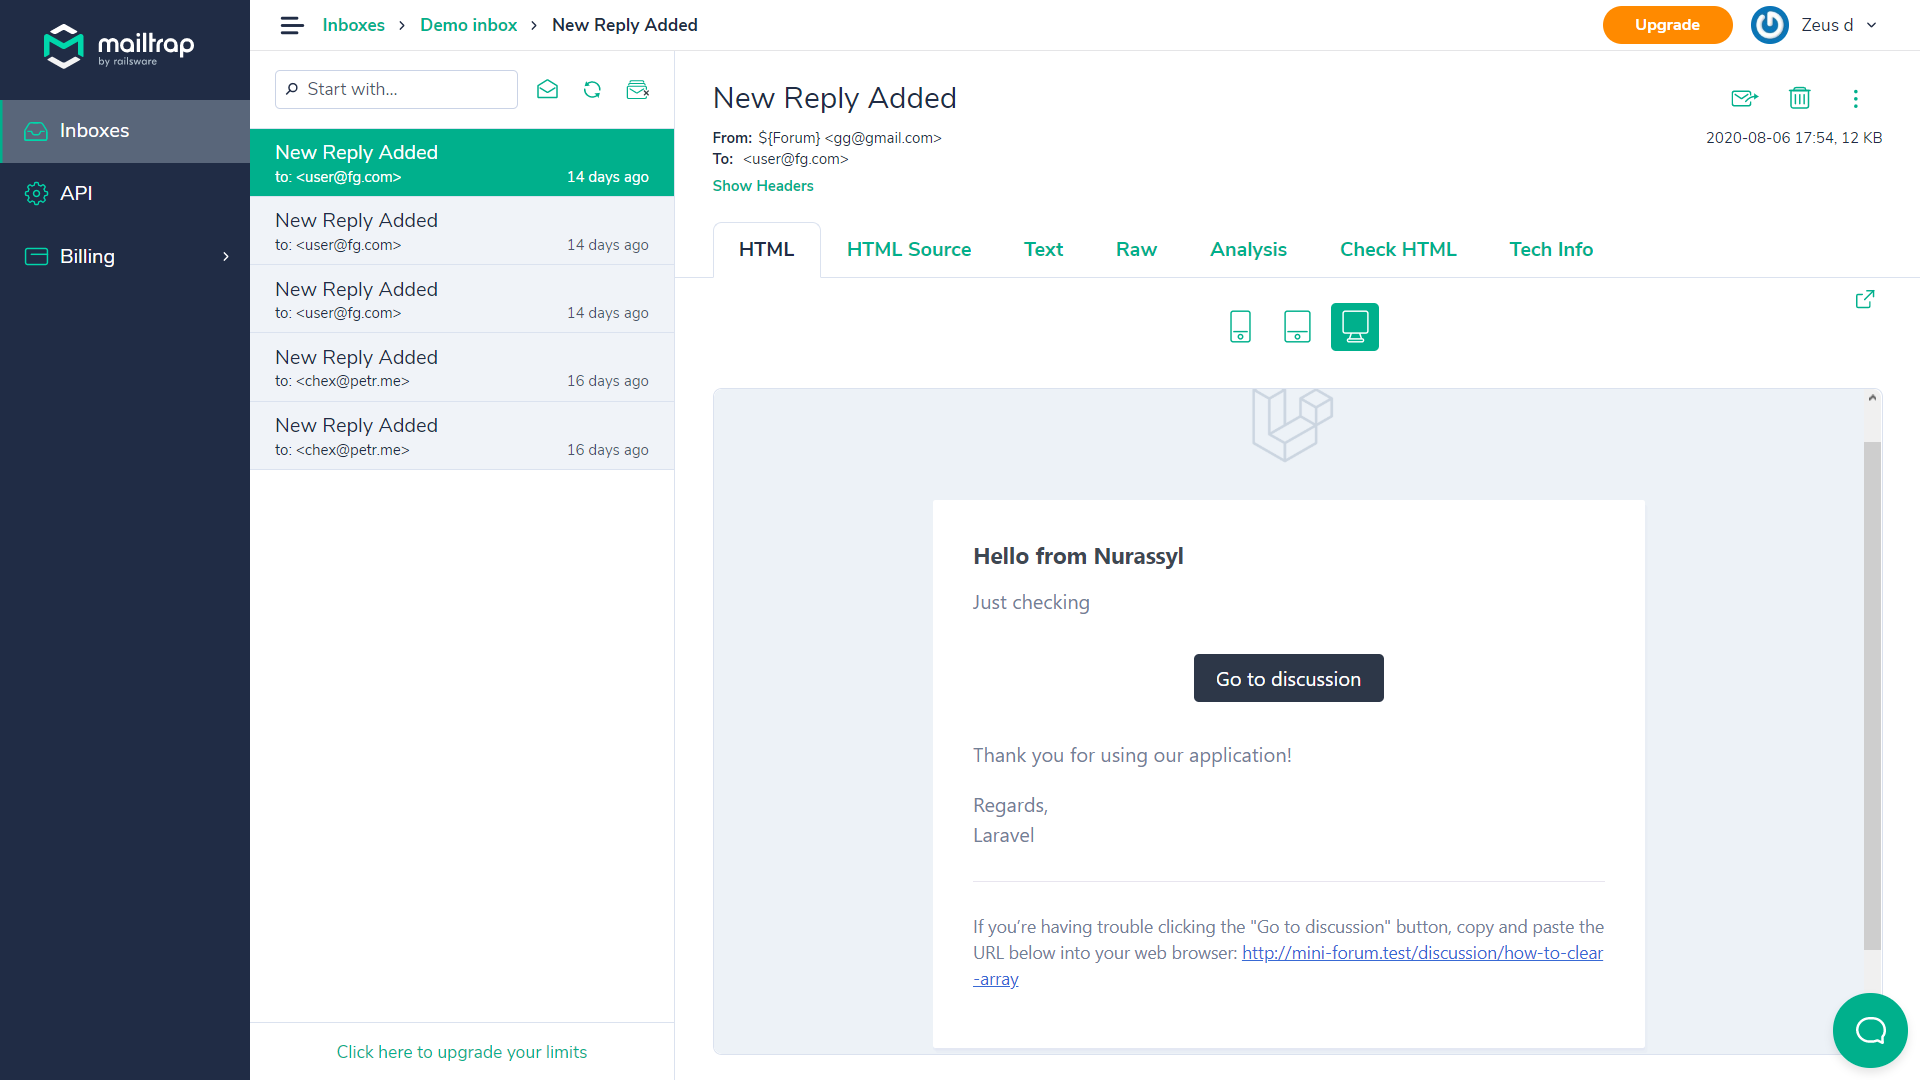 mailtrap
by railsware
Inboxes
API
Billing
Inboxes › Demo inbox › New Reply Added
Upgrade
Zeus d
Start with...
New Reply Added
to: <user@fg.com> 14 days ago
New Reply Added
to: <user@fg.com> 14 days ago
New Reply Added
to: <user@fg.com> 14 days ago
New Reply Added
to: <chex@petr.me> 16 days ago
New Reply Added
to: <chex@petr.me> 16 days ago
Click here to upgrade your limits
New Reply Added
From: ${Forum} <gg@gmail.com>
2020-08-06 17:54, 12 KB
To: <user@fg.com>
Show Headers
HTML HTML Source Text Raw Analysis Check HTML Tech Info
Hello from Nurassyl
Just checking
Go to discussion
Thank you for using our application!
Regards,
Laravel
If you’re having trouble clicking the "Go to discussion" button, copy and paste the
URL below into your web browser: http://mini-forum.test/discussion/how-to-clear
-array